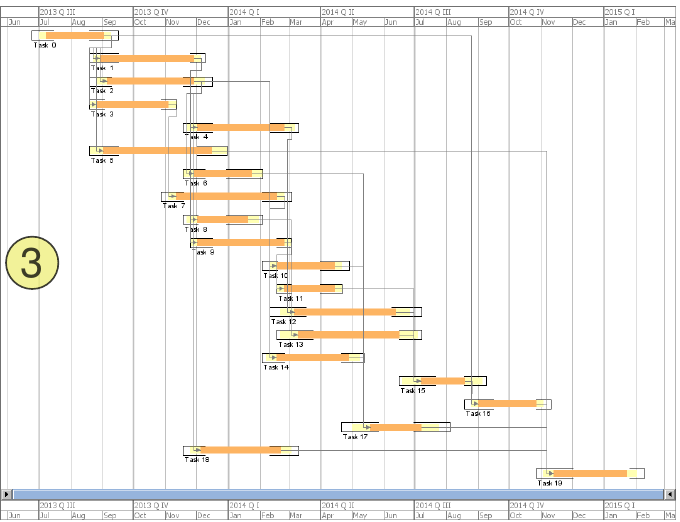 2013 Q III 2013 Q IV 2014 Q I 2014 Q II 2014 Q III 2014 Q IV 2015 Q I
Jun Jul Aug Sep Oct Nov Dec Jan Feb Mar Apr May Jun Jul Aug Sep Oct Nov Dec Jan Feb Ma
Task 0
Task 1
Task 2
Task 3
Task 4
Task 5
Task 6
Task 7
Task 8
Task 9
3
Task 10
Task 11
Task 12
Task 13
Task 14
Task 15
Task 16
Task 17
Task 18
Task 19
2013 Q III 2013 Q IV 2014 Q I 2014 Q II 2014 Q III 2014 Q IV 2015 Q I
Jun Jul Aug Sep Oct Nov Dec Jan Feb Mar Apr May Jun Jul Aug Sep Oct Nov Dec Jan Feb Ma